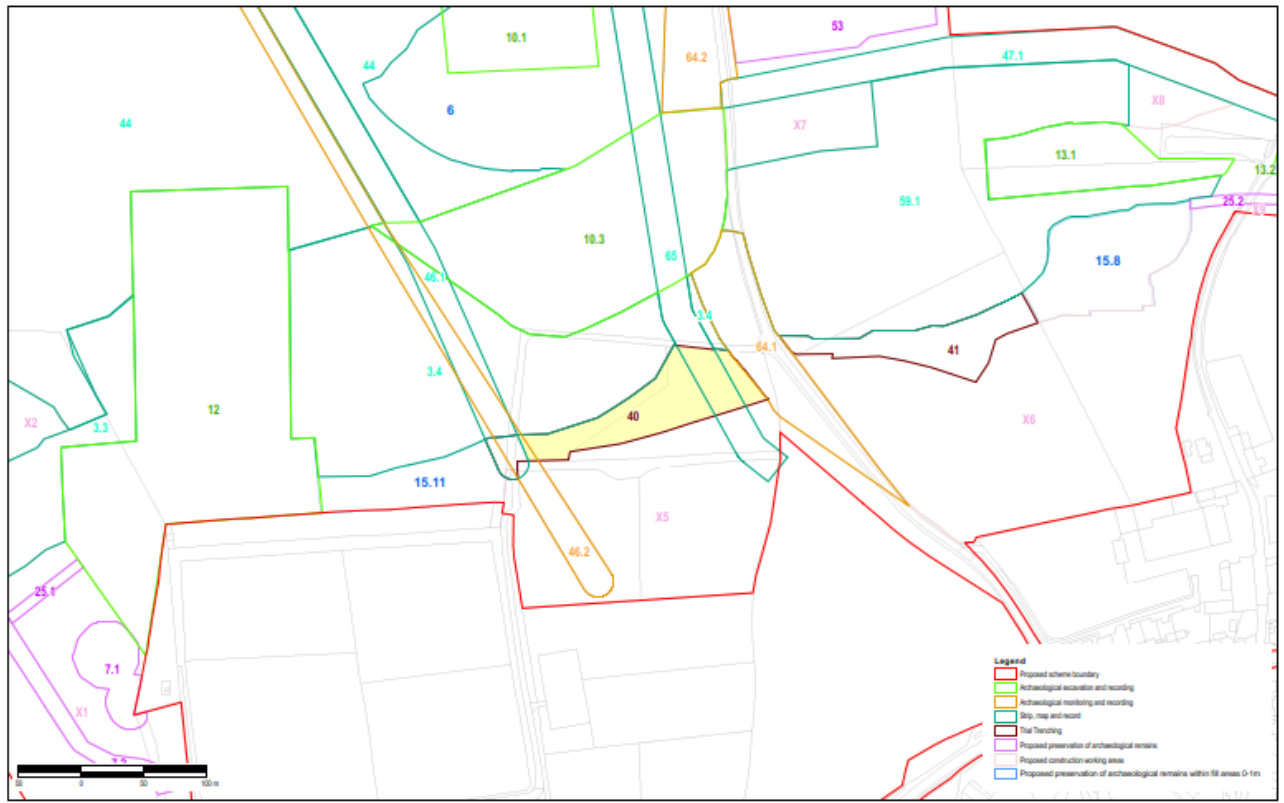 53
10.1
44
64.2
47.1
6
X8
44
X7
13.1
13.2
59.1
25.2
X9
10.3
65
15.8
46.1
3.4
64.1
41
3.4
12
40
X6
X2
3.3
15.11
X5
46.2
25.1
7.1
X1
Legend
Proposed scheme boundary
Archaeological excavation and recording
Archaeological monitoring and recording
Strip, map and record
Trial Trenching
Proposed preservation of archaeological remains
Proposed construction working areas
Proposed preservation of archaeological remains within fill areas 0-1m
50 0 50 100 m